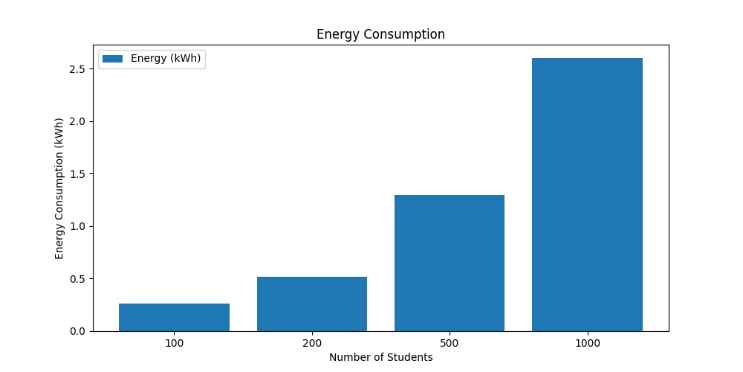 Energy Consumption
Energy (kWh)
Energy Consumption (kWh)
2.5
2.0
1.5
1.0
0.5
0.0
100 200 500 1000
Number of Students